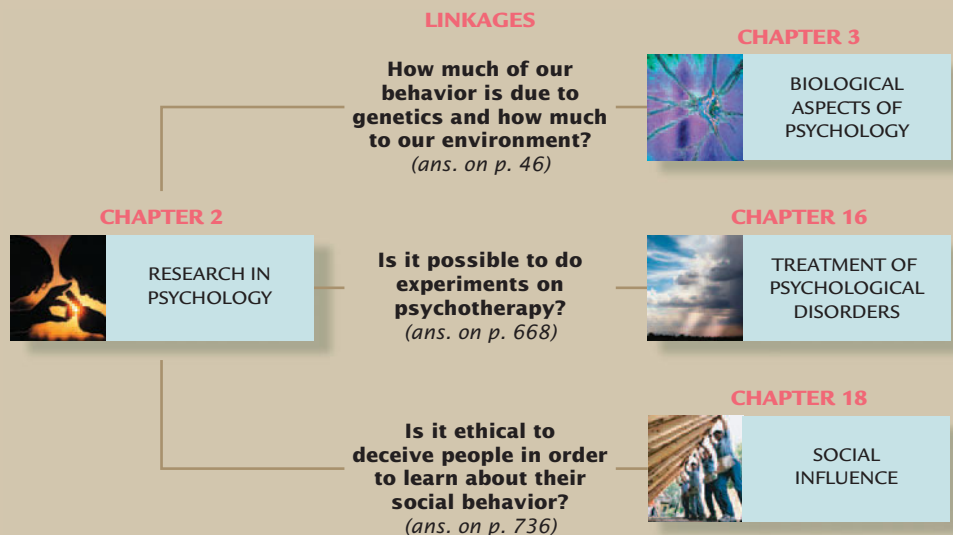 LINKAGES
CHAPTER 2
RESEARCH IN
PSYCHOLOGY
How much of our
behavior is due to
genetics and how much
to our environment?
(ans. on p. 46)
CHAPTER 3
BIOLOGICAL
ASPECTS OF
PSYCHOLOGY
Is it possible to do
experiments on
psychotherapy?
(ans. on p. 668)
CHAPTER 16
TREATMENT OF
PSYCHOLOGICAL
DISORDERS
Is it ethical to
deceive people in order
to learn about their
social behavior?
(ans. on p. 736)
CHAPTER 18
SOCIAL
INFLUENCE